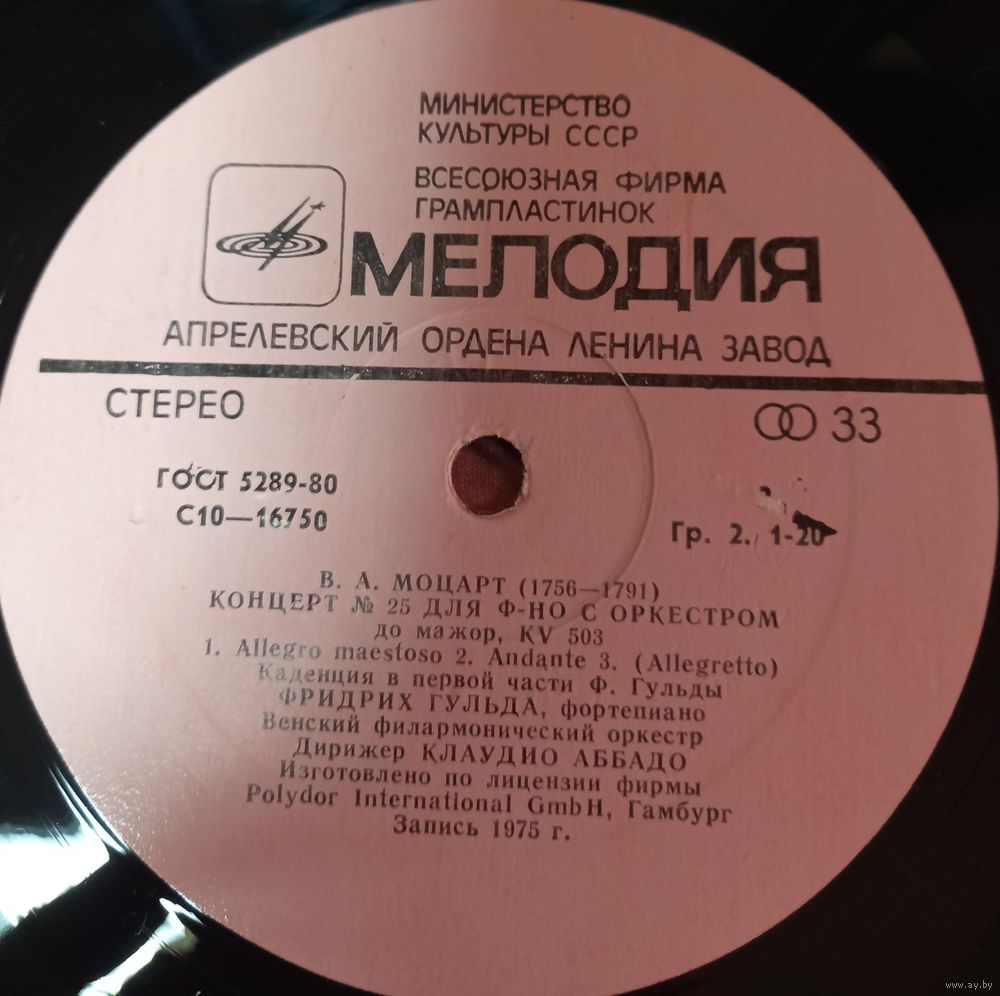 МИНИСТЕРСТВО
КУЛЬТУРЫ СССР
ВСЕСОЮЗНАЯ ФИРМА
ГРАМПЛАСТИНОК
МЕЛОДИЯ
АПРЕЛЕВСКИЙ ОРДЕНА ЛЕНИНА ЗАВОД
СТЕРЕО
33
ГОСТ 5289-80
С10—16750
Гр. 2. 1-20
В. А. МОЦАРТ (1756—1791)
КОНЦЕРТ № 25 ДЛЯ Ф-НО С ОРКЕСТРОМ
до мажор, KV 503
1. Allegro maestoso 2. Andante 3. (Allegretto)
Каденция в первой части Ф. Гульды
ФРИДРИХ ГУЛЬДА, фортепиано
Венский филармонический оркестр
Дирижер КЛАУДИО АББАДО
Изготовлено по лицензии фирмы
Polydor International GmbH, Гамбург
Запись 1975 г.
www.ay.by